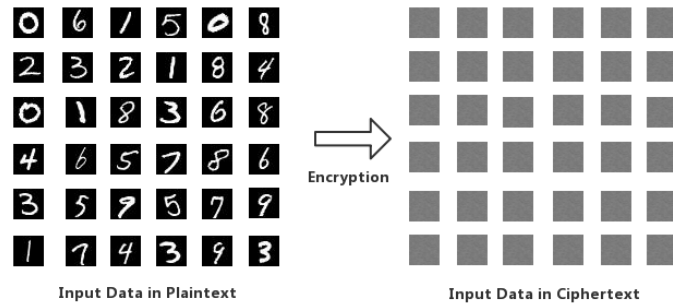 0 6 1 5 0 8
2 3 2 1 8 4
0 1 8 3 6 8
4 6 5 7 8 6
3 5 9 5 7 9
1 7 4 3 9 3
Encryption
Input Data in Plaintext
Input Data in Ciphertext